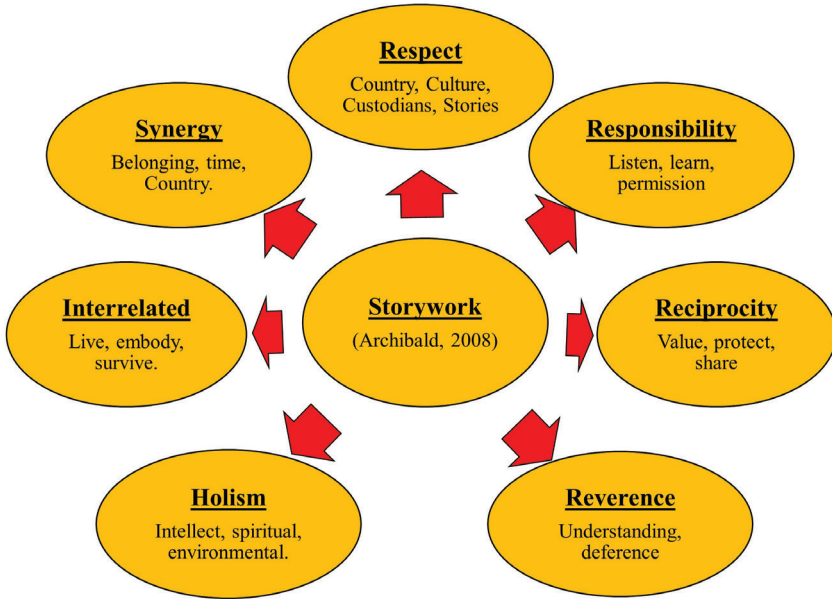 Respect
Country, Culture,
Custodians, Stories
Synergy
Belonging, time,
Country.
Responsibility
Listen, learn,
permission
Interrelated
Live, embody,
survive.
Storywork
(Archibald, 2008)
Reciprocity
Value, protect,
share
Holism
Intellect, spiritual,
environmental.
Reverence
Understanding,
deference